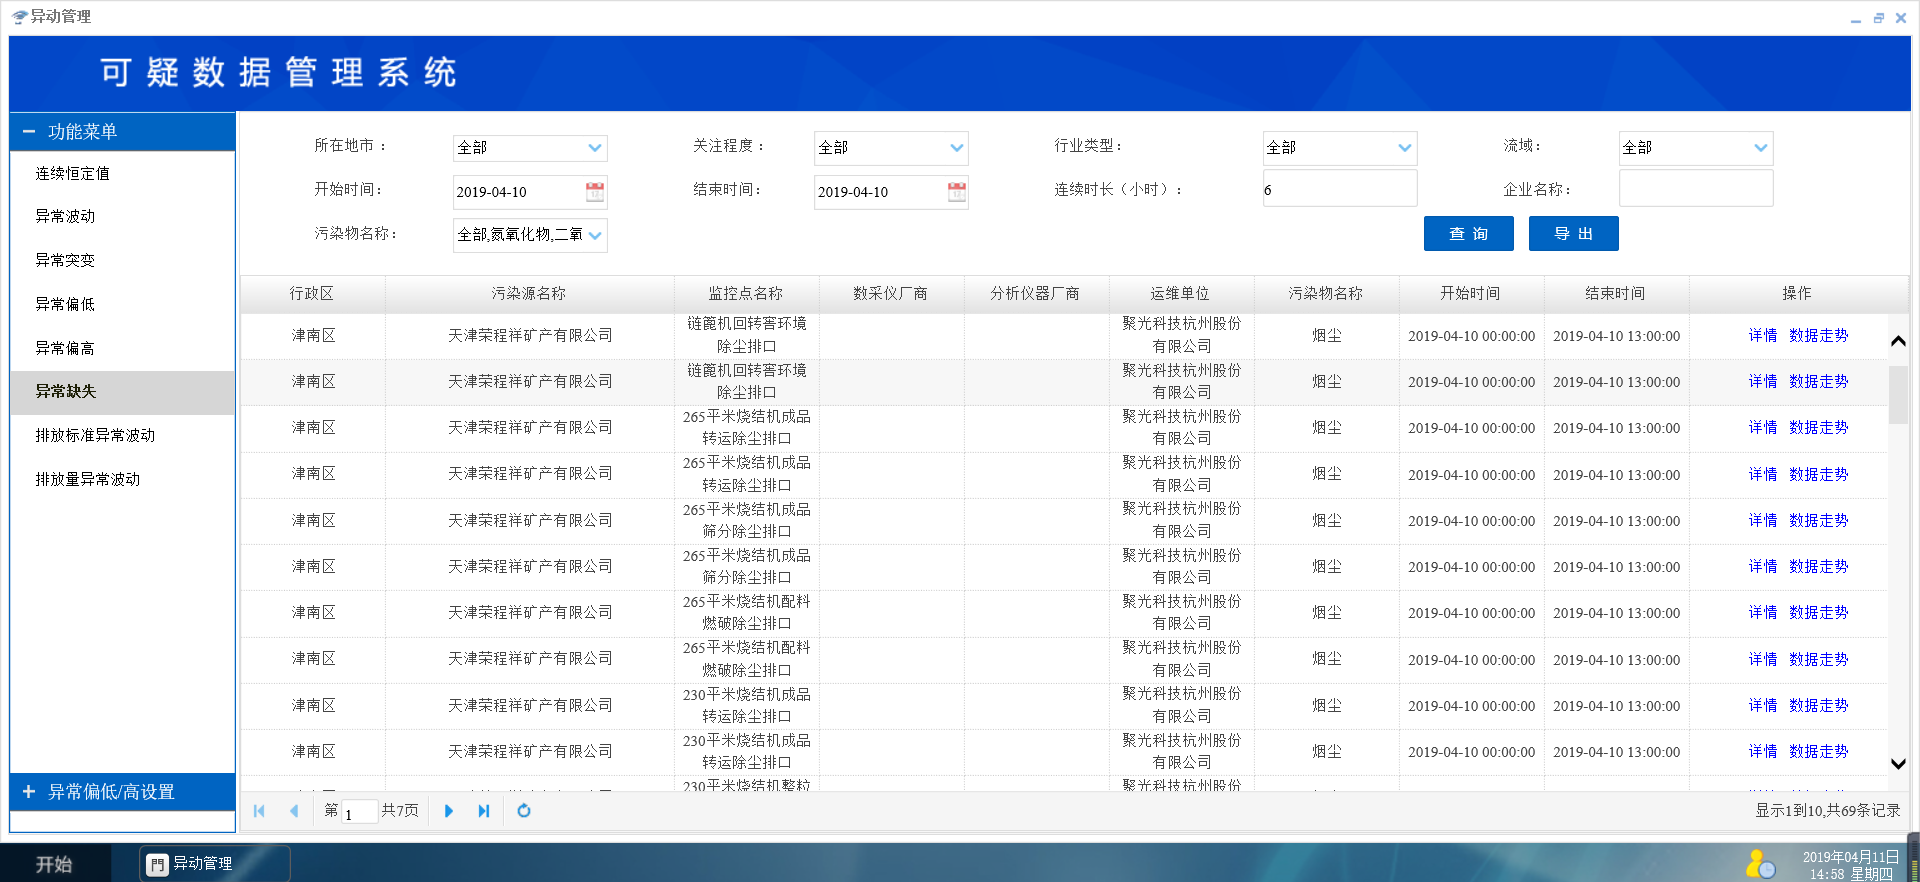 异动管理
可疑数据管理系统
功能菜单
连续恒定值
异常波动
异常突变
异常偏低
异常偏高
异常缺失
排放标准异常波动
排放量异常波动
异常偏低/高设置
所在地市： 全部 关注程度： 全部 行业类型： 全部 流域： 全部
开始时间： 2019-04-10 结束时间： 2019-04-10 连续时长（小时）： 6 企业名称：
污染物名称： 全部,氮氧化物,二氧 查 询 导 出
行政区 污染源名称 监控点名称 数采仪厂商 分析仪器厂商 运维单位 污染物名称 开始时间 结束时间 操作
津南区 天津荣程祥矿产有限公司 链篦机回转窖环境除尘排口 聚光科技杭州股份有限公司 烟尘 2019-04-10 00:00:00 2019-04-10 13:00:00 详情 数据走势
津南区 天津荣程祥矿产有限公司 链篦机回转窖环境除尘排口 聚光科技杭州股份有限公司 烟尘 2019-04-10 00:00:00 2019-04-10 13:00:00 详情 数据走势
津南区 天津荣程祥矿产有限公司 265平米烧结机成品转运除尘排口 聚光科技杭州股份有限公司 烟尘 2019-04-10 00:00:00 2019-04-10 13:00:00 详情 数据走势
津南区 天津荣程祥矿产有限公司 265平米烧结机成品转运除尘排口 聚光科技杭州股份有限公司 烟尘 2019-04-10 00:00:00 2019-04-10 13:00:00 详情 数据走势
津南区 天津荣程祥矿产有限公司 265平米烧结机成品筛分除尘排口 聚光科技杭州股份有限公司 烟尘 2019-04-10 00:00:00 2019-04-10 13:00:00 详情 数据走势
津南区 天津荣程祥矿产有限公司 265平米烧结机成品筛分除尘排口 聚光科技杭州股份有限公司 烟尘 2019-04-10 00:00:00 2019-04-10 13:00:00 详情 数据走势
津南区 天津荣程祥矿产有限公司 265平米烧结机配料燃破除尘排口 聚光科技杭州股份有限公司 烟尘 2019-04-10 00:00:00 2019-04-10 13:00:00 详情 数据走势
津南区 天津荣程祥矿产有限公司 265平米烧结机配料燃破除尘排口 聚光科技杭州股份有限公司 烟尘 2019-04-10 00:00:00 2019-04-10 13:00:00 详情 数据走势
津南区 天津荣程祥矿产有限公司 230平米烧结机成品转运除尘排口 聚光科技杭州股份有限公司 烟尘 2019-04-10 00:00:00 2019-04-10 13:00:00 详情 数据走势
津南区 天津荣程祥矿产有限公司 230平米烧结机成品转运除尘排口 聚光科技杭州股份有限公司 烟尘 2019-04-10 00:00:00 2019-04-10 13:00:00 详情 数据走势
230平米烧结机整粒 聚光科技杭州股份
第 1 共7页 显示1到10,共69条记录
开始 門 异动管理 2019年04月11日
14:58 星期四